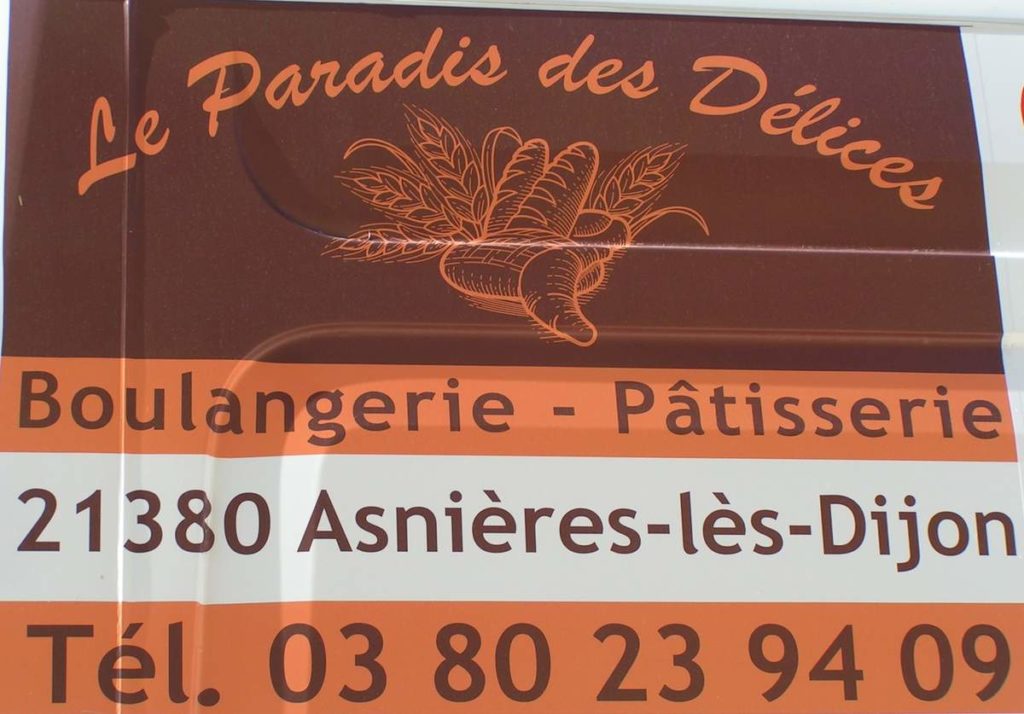 Le Paradis des Délices
Boulangerie - Pâtisserie
21380 Asnières-lès-Dijon
Tél. 03 80 23 94 09